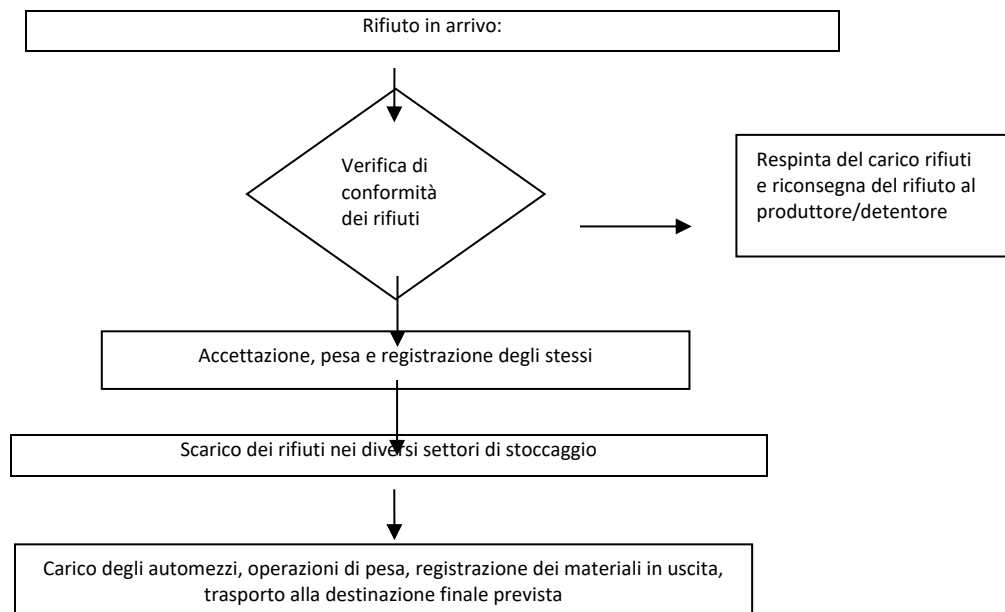 Rifiuto in arrivo:
Verifica di
conformità
dei rifiuti
Respinta del carico rifiuti
e riconsegna del rifiuto al
produttore/detentore
Accettazione, pesa e registrazione degli stessi
Scarico dei rifiuti nei diversi settori di stoccaggio
Carico degli automezzi, operazioni di pesa, registrazione dei materiali in uscita,
trasporto alla destinazione finale prevista